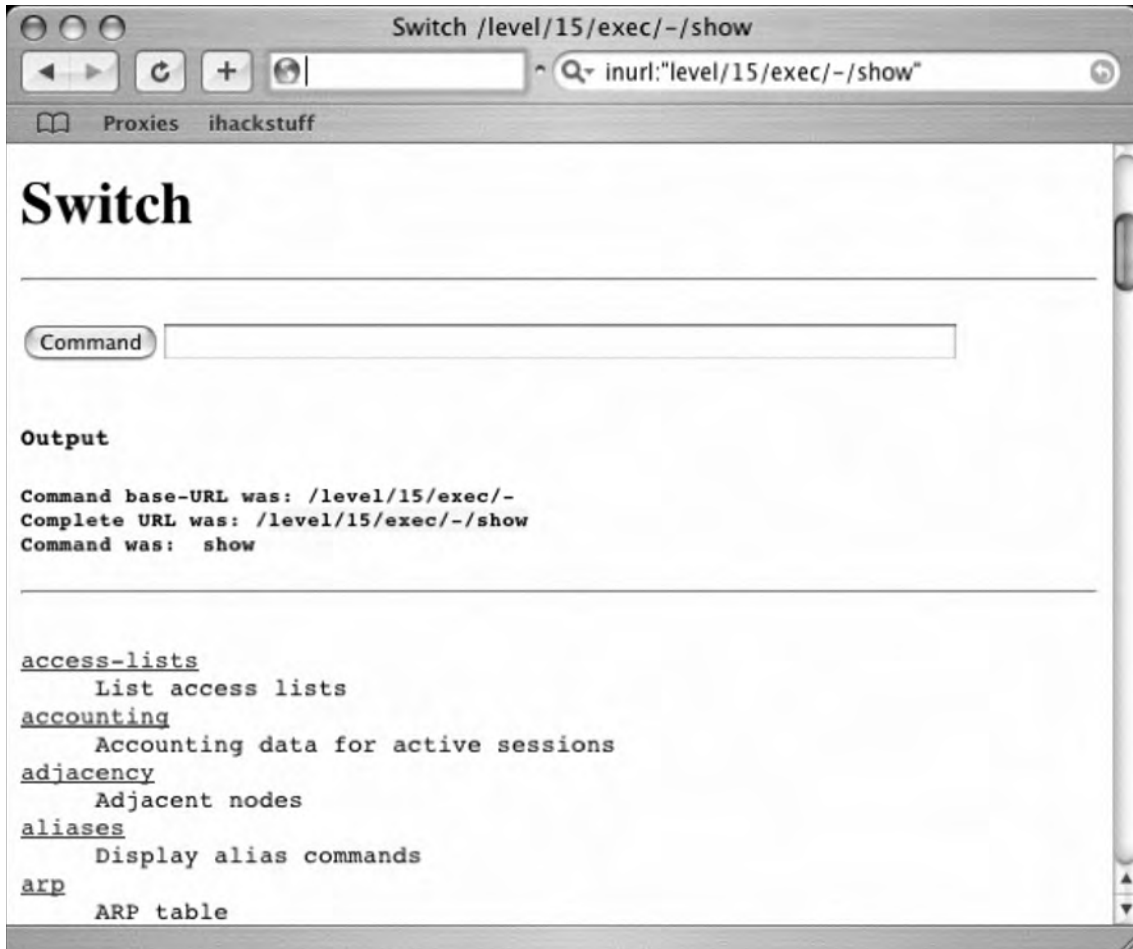 Switch /level/15/exec/-/show
inurl:"level/15/exec/-/show"
Proxies ihackstuff
Switch
Command
Output
Command base-URL was: /level/15/exec/-
Complete URL was: /level/15/exec/-/show
Command was:  show
access-lists
List access lists
accounting
Accounting data for active sessions
adjacency
Adjacent nodes
aliases
Display alias commands
arp
ARP table